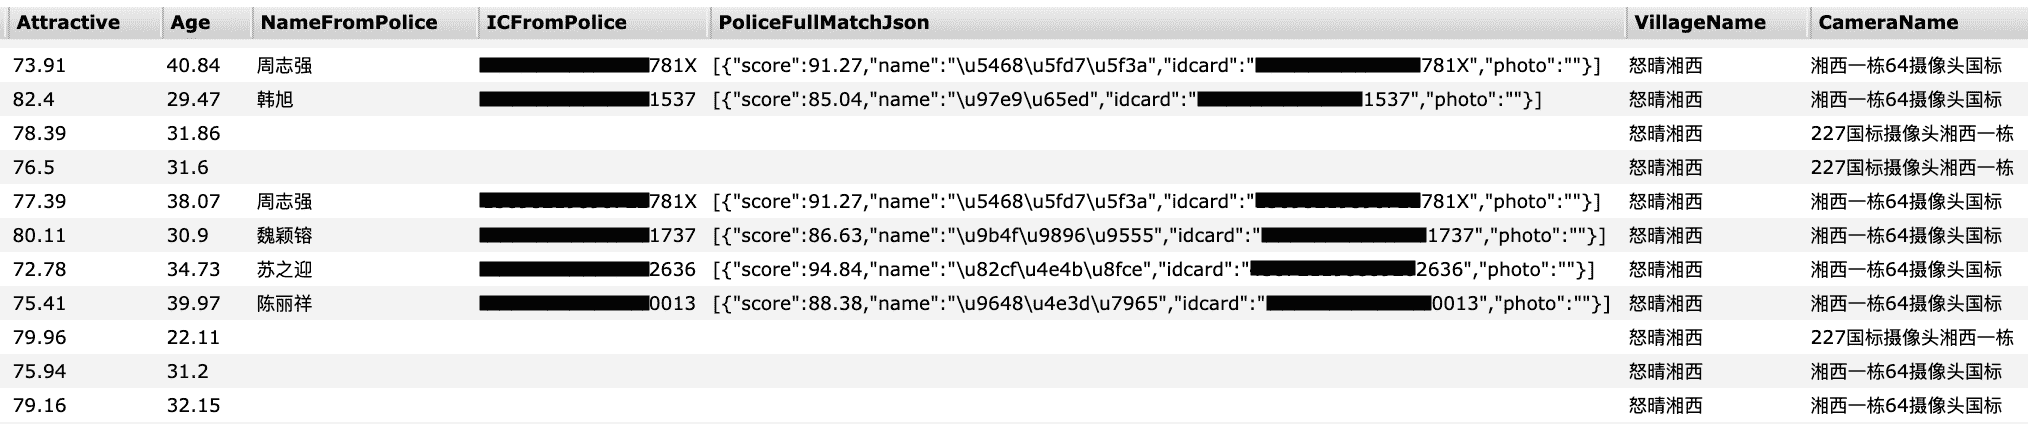 Attractive Age NameFromPolice ICFromPolice PoliceFullMatchJson VillageName CameraName
73.91 40.84 周志强 781X [{"score":91.27,"name":"\u5468\u5fd7\u5f3a","idcard":" 781X","photo":""}] 怒晴湘西 湘西一栋64摄像头国标
82.4 29.47 韩旭 1537 [{"score":85.04,"name":"\u97e9\u65ed","idcard":" 1537","photo":""}] 怒晴湘西 湘西一栋64摄像头国标
78.39 31.86 怒晴湘西 227国标摄像头湘西一栋
76.5 31.6 怒晴湘西 227国标摄像头湘西一栋
77.39 38.07 周志强 781X [{"score":91.27,"name":"\u5468\u5fd7\u5f3a","idcard":" 781X","photo":""}] 怒晴湘西 湘西一栋64摄像头国标
80.11 30.9 魏颖镕 1737 [{"score":86.63,"name":"\u9b4f\u9896\u9555","idcard":" 1737","photo":""}] 怒晴湘西 湘西一栋64摄像头国标
72.78 34.73 苏之迎 2636 [{"score":94.84,"name":"\u82cf\u4e4b\u8fce","idcard":" 2636","photo":""}] 怒晴湘西 湘西一栋64摄像头国标
75.41 39.97 陈丽祥 0013 [{"score":88.38,"name":"\u9648\u4e3d\u7965","idcard":" 0013","photo":""}] 怒晴湘西 湘西一栋64摄像头国标
79.96 22.11 怒晴湘西 227国标摄像头湘西一栋
75.94 31.2 怒晴湘西 湘西一栋64摄像头国标
79.16 32.15 怒晴湘西 湘西一栋64摄像头国标